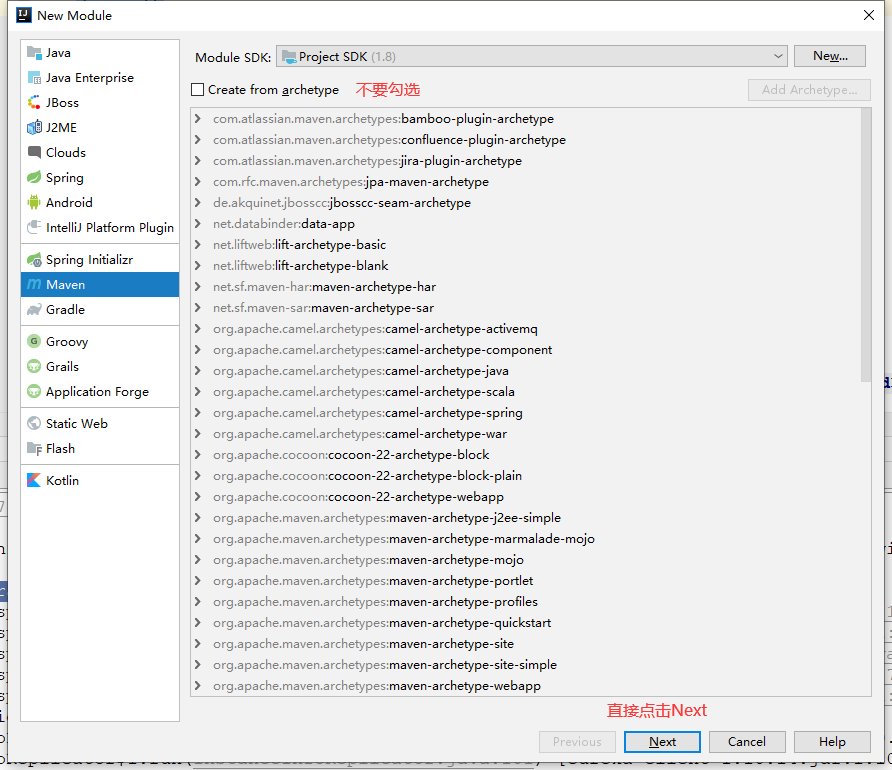 New Module
Java
Java Enterprise
JBoss
J2ME
Clouds
Spring
Android
IntelliJ Platform Plugin
Spring Initializr
Maven
Gradle
Groovy
Grails
Application Forge
Static Web
Flash
Kotlin
Module SDK: Project SDK (1.8) New...
Create from archetype 不要勾选 Add Archetype...
com.atlassian.maven.archetypes:bamboo-plugin-archetype
com.atlassian.maven.archetypes:confluence-plugin-archetype
com.atlassian.maven.archetypes:jira-plugin-archetype
com.rfc.maven.archetypes:jpa-maven-archetype
de.akquinet.jbosscc:jbosscc-seam-archetype
net.databinder:data-app
net.liftweb:lift-archetype-basic
net.liftweb:lift-archetype-blank
net.sf.maven-har:maven-archetype-har
net.sf.maven-sar:maven-archetype-sar
org.apache.camel.archetypes:camel-archetype-activemq
org.apache.camel.archetypes:camel-archetype-component
org.apache.camel.archetypes:camel-archetype-java
org.apache.camel.archetypes:camel-archetype-scala
org.apache.camel.archetypes:camel-archetype-spring
org.apache.camel.archetypes:camel-archetype-war
org.apache.cocoon:cocoon-22-archetype-block
org.apache.cocoon:cocoon-22-archetype-block-plain
org.apache.cocoon:cocoon-22-archetype-webapp
org.apache.maven.archetypes:maven-archetype-j2ee-simple
org.apache.maven.archetypes:maven-archetype-marmalade-mojo
org.apache.maven.archetypes:maven-archetype-mojo
org.apache.maven.archetypes:maven-archetype-portlet
org.apache.maven.archetypes:maven-archetype-profiles
org.apache.maven.archetypes:maven-archetype-quickstart
org.apache.maven.archetypes:maven-archetype-site
org.apache.maven.archetypes:maven-archetype-site-simple
org.apache.maven.archetypes:maven-archetype-webapp
直接点击Next
Previous Next Cancel Help